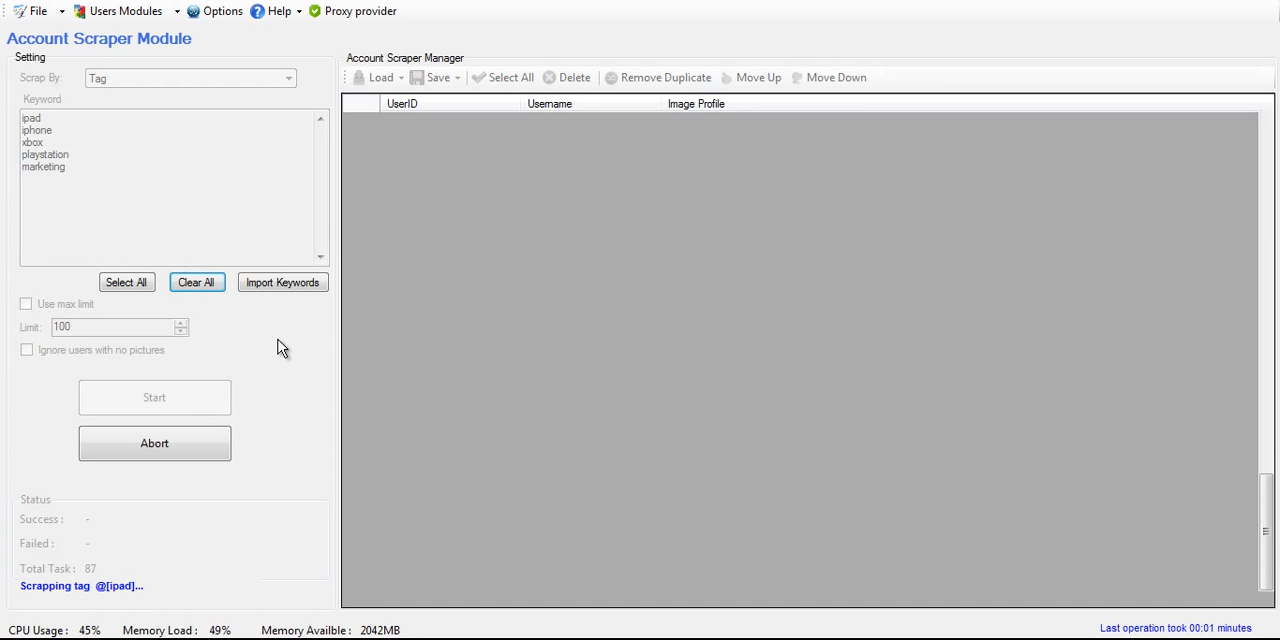 File Users Modules Options Help Proxy provider
Account Scraper Module
Setting
Scrap By: Tag
Keyword
ipad
iphone
xbox
playstation
marketing
Select All Clear All Import Keywords
Use max limit
Limit: 100
Ignore users with no pictures
Start
Abort
Status
Success : -
Failed : -
Total Task : 87
Scrapping tag @[ipad]...
Account Scraper Manager
Load Save Select All Delete Remove Duplicate Move Up Move Down
UserID Username Image Profile
CPU Usage : 45% Memory Load : 49% Memory Availble : 2042MB
Last operation took 00:01 minutes